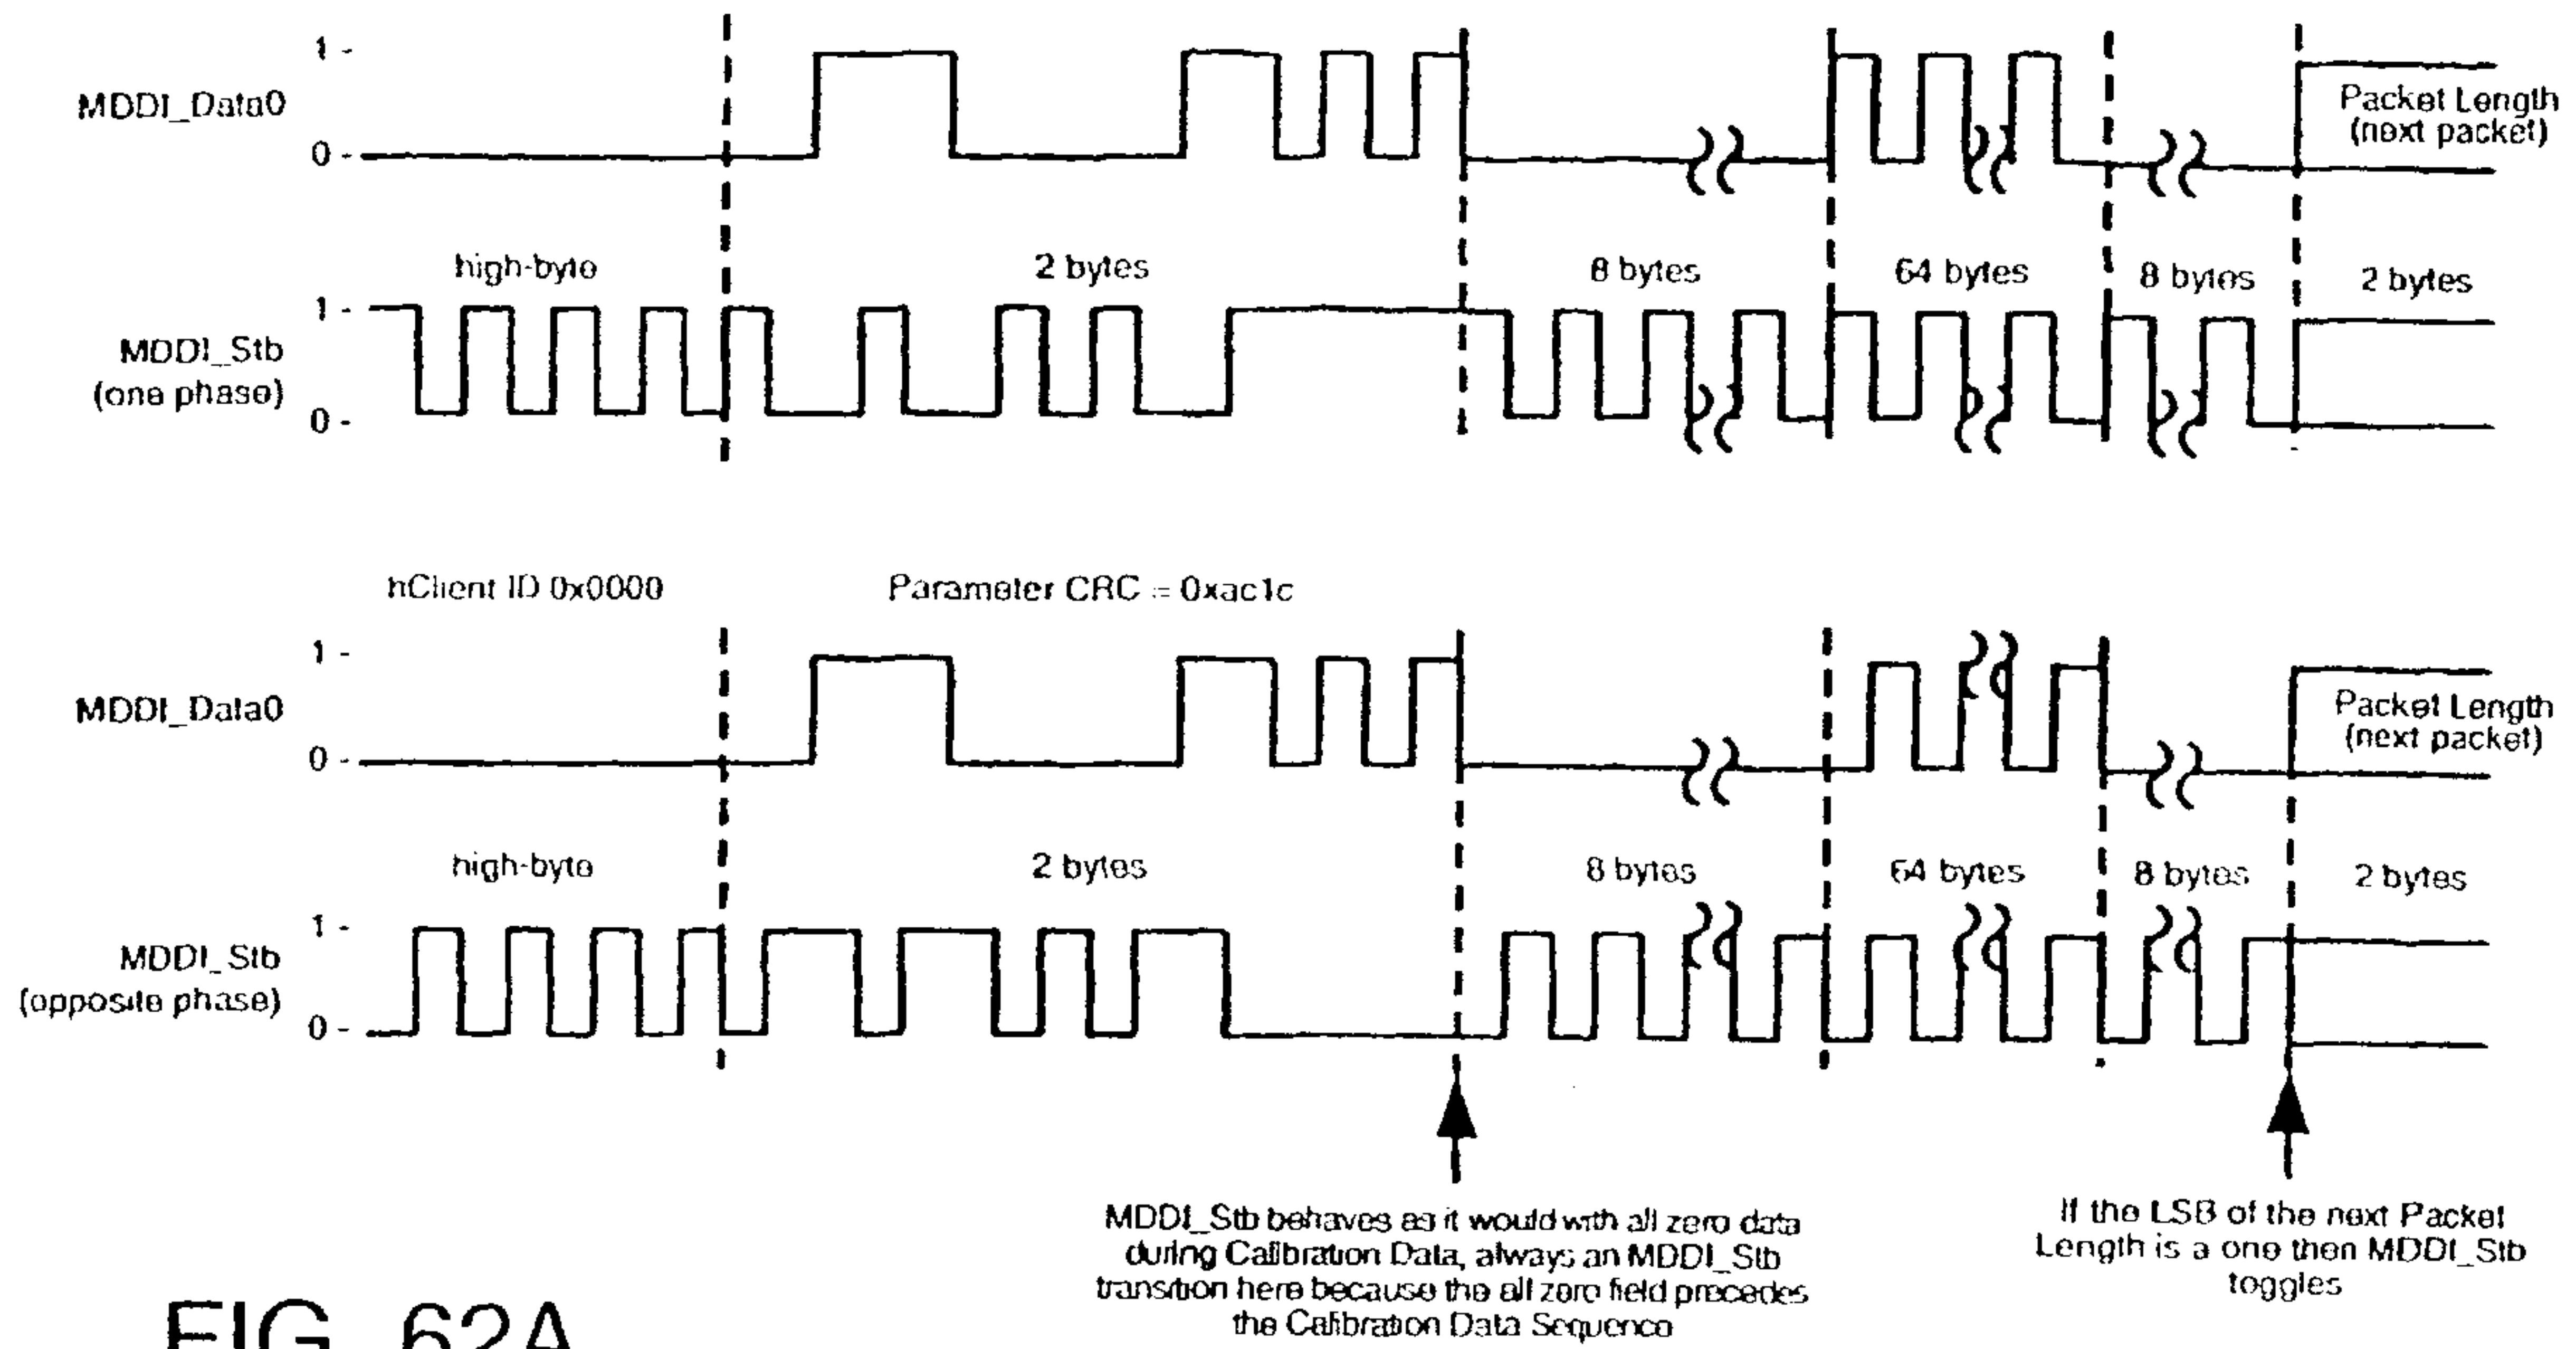 1 -
MDDI_Data0
0 -
Packet Length
(next packet)
high-byte
2 bytes
8 bytes
64 bytes
8 bytes
2 bytes
1 -
MDDI_Stb
(one phase)
0 -
hClient ID 0x0000
Parameter CRC = 0xac1c
1 -
MDDI_Data0
0 -
Packet Length
(next packet)
high-byte
2 bytes
8 bytes
64 bytes
8 bytes
2 bytes
1 -
MDDI_Stb
(opposite phase)
0 -
MDDI_Stb behaves as it would with all zero data
during Calibration Data, always an MDDI_Stb
transition here because the all zero field precedes
the Calibration Data Sequence
If the LSB of the next Packet
Length is a one then MDDI_Stb
toggles
FIG. 62A